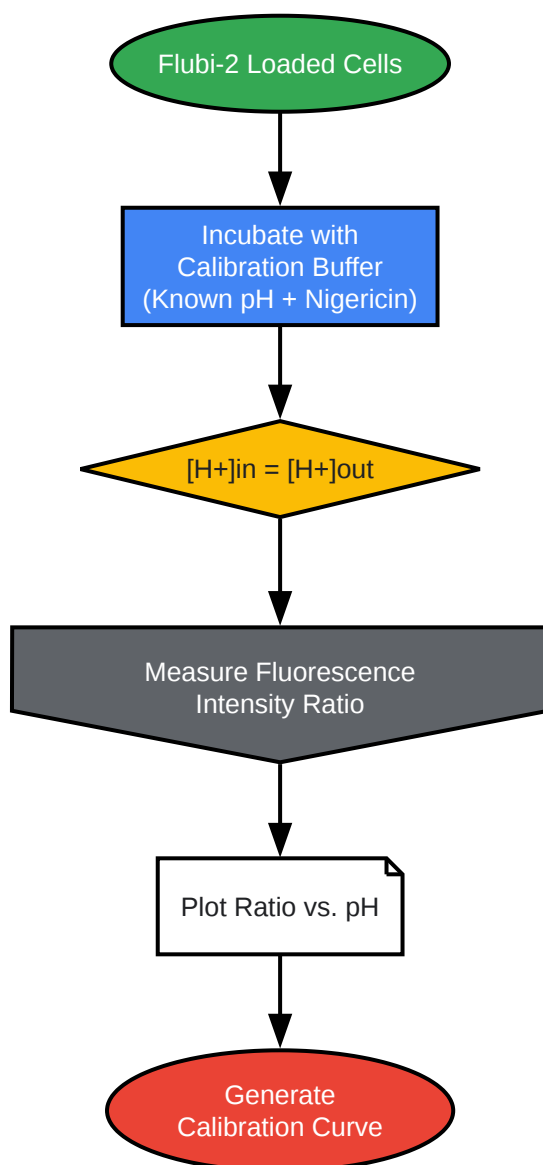 Flubi-2 Loaded Cells
Incubate with
Calibration Buffer
(Known pH + Nigericin)
[H+]in = [H+]out
Measure Fluorescence
Intensity Ratio
Plot Ratio vs. pH
Generate
Calibration Curve